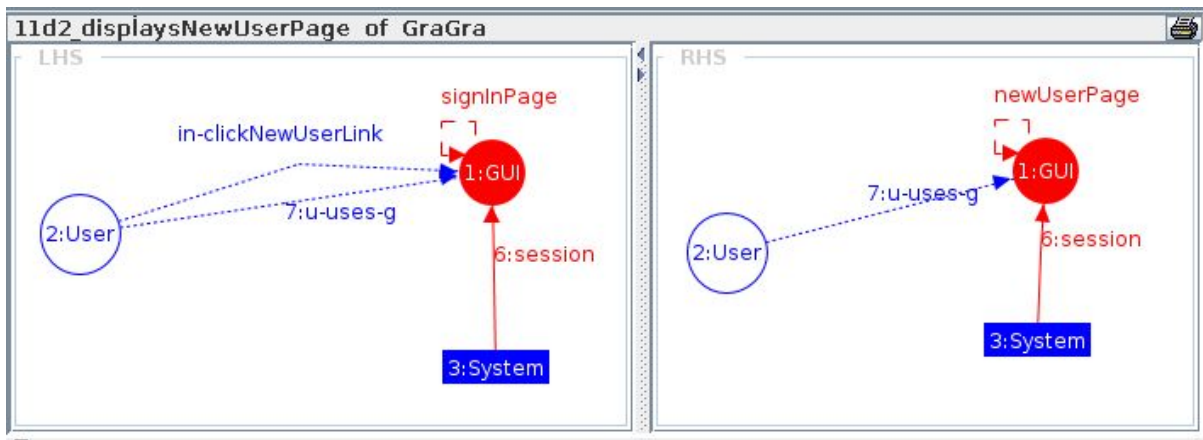 11d2_displaysNewUserPage of GraGra
LHS
signInPage
in-clickNewUserLink
1:GUI
7:u-uses-g
2:User
6:session
3:System
RHS
newUserPage
1:GUI
7:u-uses-g
2:User
6:session
3:System